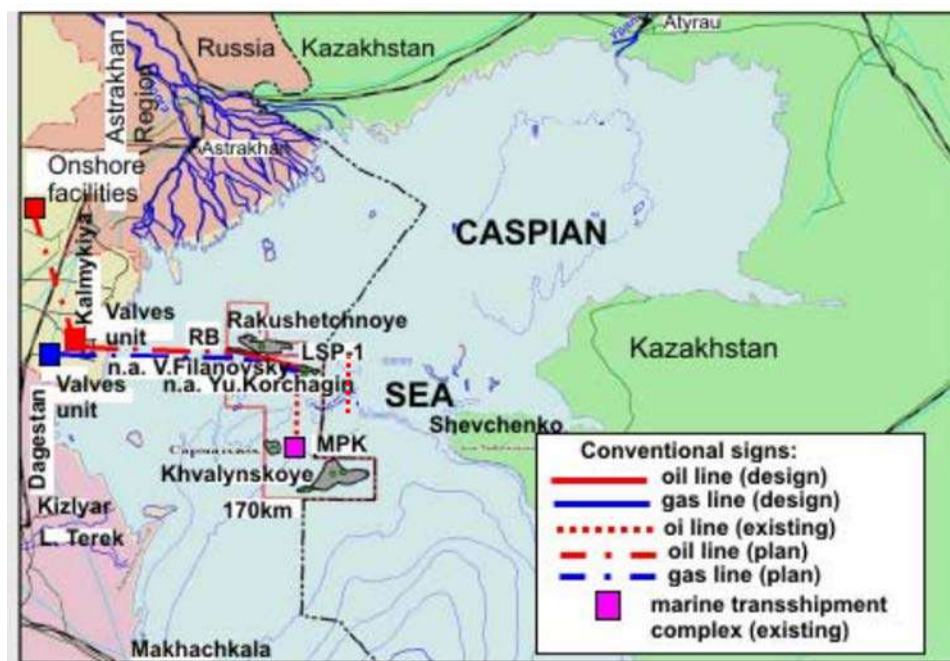 Russia
Kazakhstan
Atyrau
Astrakhan
Region
Astrakhan
Onshore
facilities
CASPIAN
Kalmykiya
Valves
unit
RB
Rakushetchnoye
LSP-1
n.a. V.Filanovsky
n.a. Yu.Korchagin
Valves
unit
Kazakhstan
SEA
Shevchenko
Dagestan
MPK
Khvalynskoye
170km
Kizlyar
L. Terek
Makhachkala
Conventional signs:
oil line (design)
gas line (design)
oi line (existing)
oil line (plan)
gas line (plan)
marine transshipment
complex (existing)